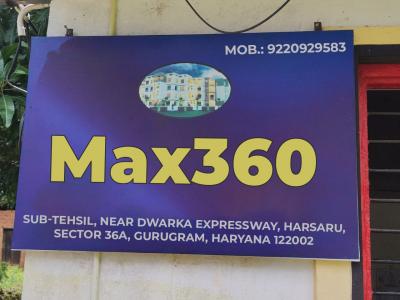 MOB.: 9220929583
Max360
SUB-TEHSIL, NEAR DWARKA EXPRESSWAY, HARSARU,
SECTOR 36A, GURUGRAM, HARYANA 122002